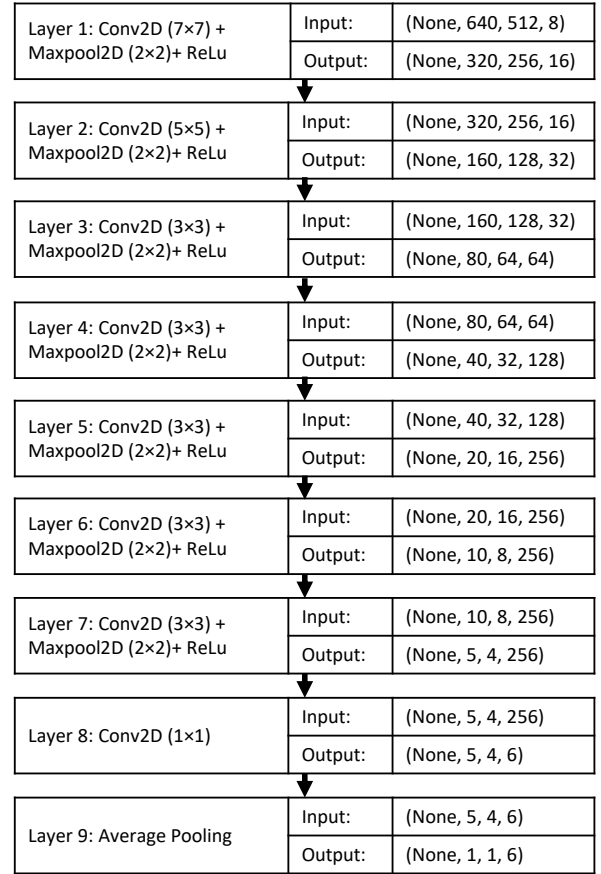 Layer 1: Conv2D (7×7) +
Maxpool2D (2×2)+ ReLu
Input: (None, 640, 512, 8)
Output: (None, 320, 256, 16)
Layer 2: Conv2D (5×5) +
Maxpool2D (2×2)+ ReLu
Input: (None, 320, 256, 16)
Output: (None, 160, 128, 32)
Layer 3: Conv2D (3×3) +
Maxpool2D (2×2)+ ReLu
Input: (None, 160, 128, 32)
Output: (None, 80, 64, 64)
Layer 4: Conv2D (3×3) +
Maxpool2D (2×2)+ ReLu
Input: (None, 80, 64, 64)
Output: (None, 40, 32, 128)
Layer 5: Conv2D (3×3) +
Maxpool2D (2×2)+ ReLu
Input: (None, 40, 32, 128)
Output: (None, 20, 16, 256)
Layer 6: Conv2D (3×3) +
Maxpool2D (2×2)+ ReLu
Input: (None, 20, 16, 256)
Output: (None, 10, 8, 256)
Layer 7: Conv2D (3×3) +
Maxpool2D (2×2)+ ReLu
Input: (None, 10, 8, 256)
Output: (None, 5, 4, 256)
Layer 8: Conv2D (1×1)
Input: (None, 5, 4, 256)
Output: (None, 5, 4, 6)
Layer 9: Average Pooling
Input: (None, 5, 4, 6)
Output: (None, 1, 1, 6)